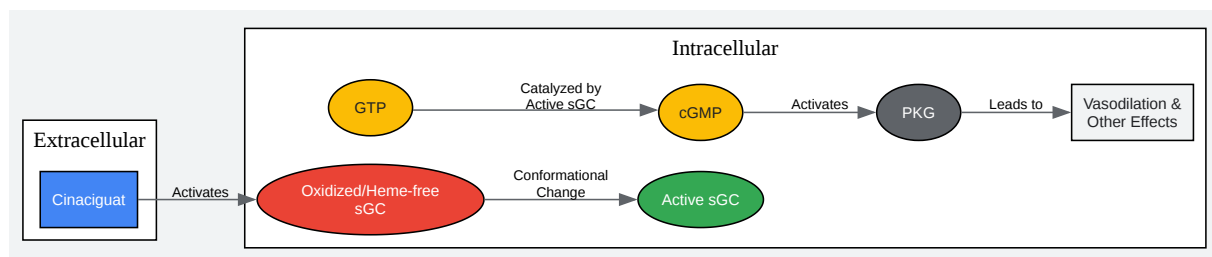 Intracellular
GTP
Catalyzed by
Active sGC
cGMP
Activates
PKG
Leads to
Vasodilation &
Other Effects
Extracellular
Cinaciguat
Activates
Oxidized/Heme-free
sGC
Conformational
Change
Active sGC